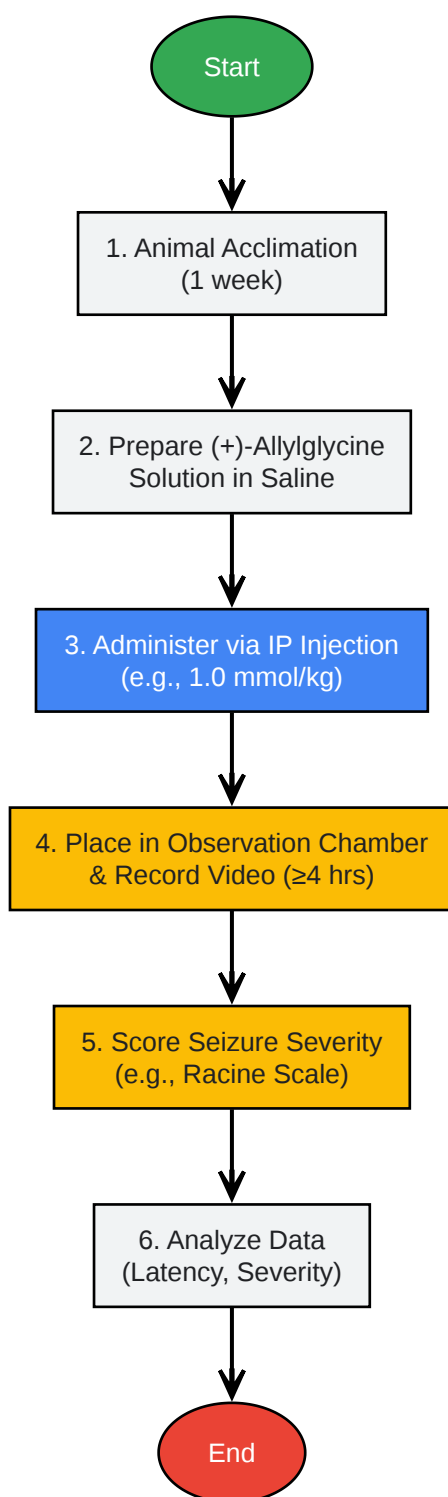 Start
1. Animal Acclimation
(1 week)
2. Prepare (+)-Allylglycine
Solution in Saline
3. Administer via IP Injection
(e.g., 1.0 mmol/kg)
4. Place in Observation Chamber
& Record Video (≥4 hrs)
5. Score Seizure Severity
(e.g., Racine Scale)
6. Analyze Data
(Latency, Severity)
End